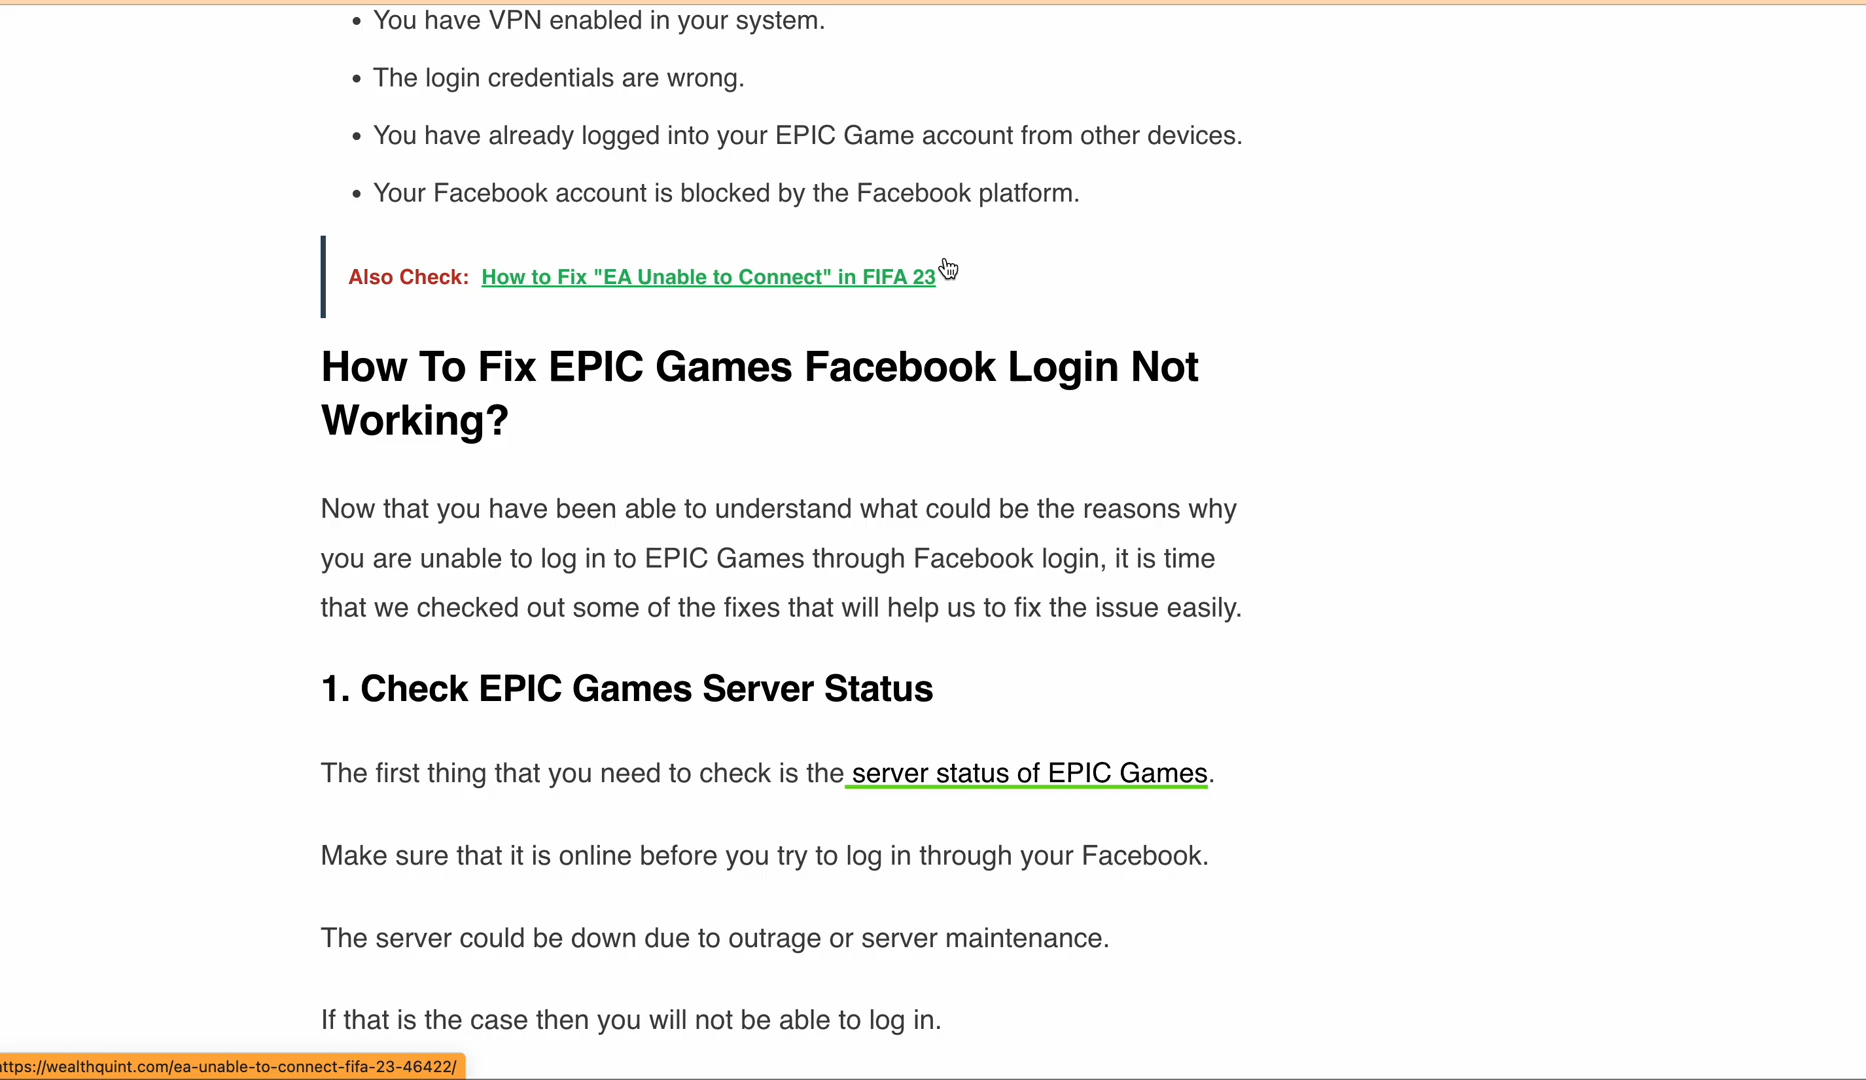 • You have VPN enabled in your system.
• The login credentials are wrong.
• You have already logged into your EPIC Game account from other devices.
• Your Facebook account is blocked by the Facebook platform.
Also Check: How to Fix "EA Unable to Connect" in FIFA 23
How To Fix EPIC Games Facebook Login Not
Working?
Now that you have been able to understand what could be the reasons why
you are unable to log in to EPIC Games through Facebook login, it is time
that we checked out some of the fixes that will help us to fix the issue easily.
1. Check EPIC Games Server Status
The first thing that you need to check is the server status of EPIC Games.
Make sure that it is online before you try to log in through your Facebook.
The server could be down due to outrage or server maintenance.
If that is the case then you will not be able to log in.
ttps://wealthquint.com/ea-unable-to-connect-fifa-23-46422/